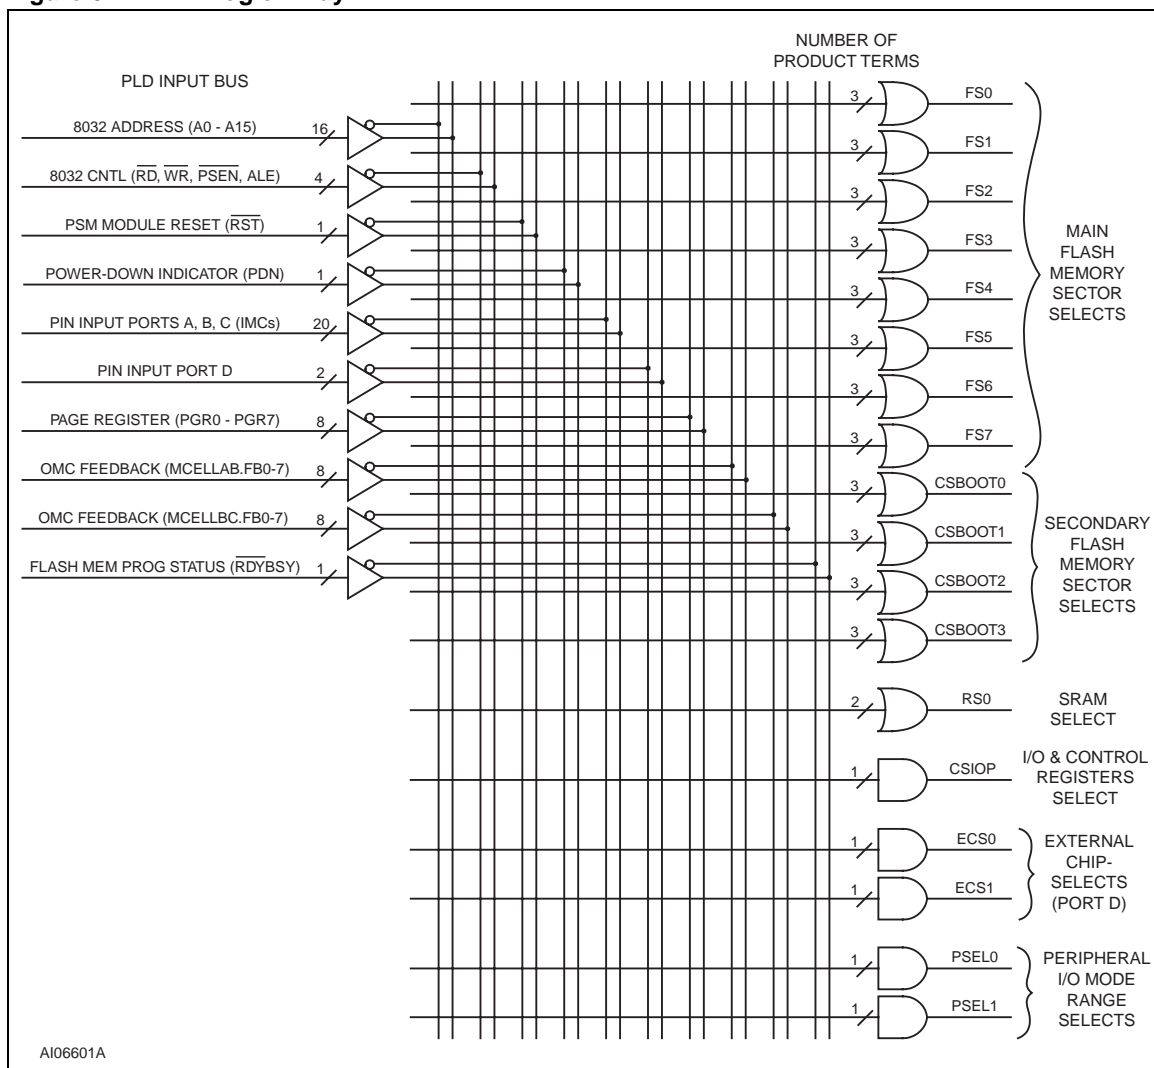 NUMBER OF
PRODUCT TERMS
PLD INPUT BUS
8032 ADDRESS (A0 - A15) 16
8032 CNTL (RD, WR, PSEN, ALE) 4
PSM MODULE RESET (RST) 1
POWER-DOWN INDICATOR (PDN) 1
PIN INPUT PORTS A, B, C (IMCs) 20
PIN INPUT PORT D 2
PAGE REGISTER (PGR0 - PGR7) 8
OMC FEEDBACK (MCELLAB.FB0-7) 8
OMC FEEDBACK (MCELLBC.FB0-7) 8
FLASH MEM PROG STATUS (RDYBSY) 1
3 FS0
3 FS1
3 FS2
3 FS3
3 FS4
3 FS5
3 FS6
3 FS7
MAIN
FLASH
MEMORY
SECTOR
SELECTS
3 CSBOOT0
3 CSBOOT1
3 CSBOOT2
3 CSBOOT3
SECONDARY
FLASH
MEMORY
SECTOR
SELECTS
2 RS0
SRAM
SELECT
1 CSIOP
I/O & CONTROL
REGISTERS
SELECT
1 ECS0
1 ECS1
EXTERNAL
CHIP-
SELECTS
(PORT D)
1 PSEL0
1 PSEL1
PERIPHERAL
I/O MODE
RANGE
SELECTS
AI06601A